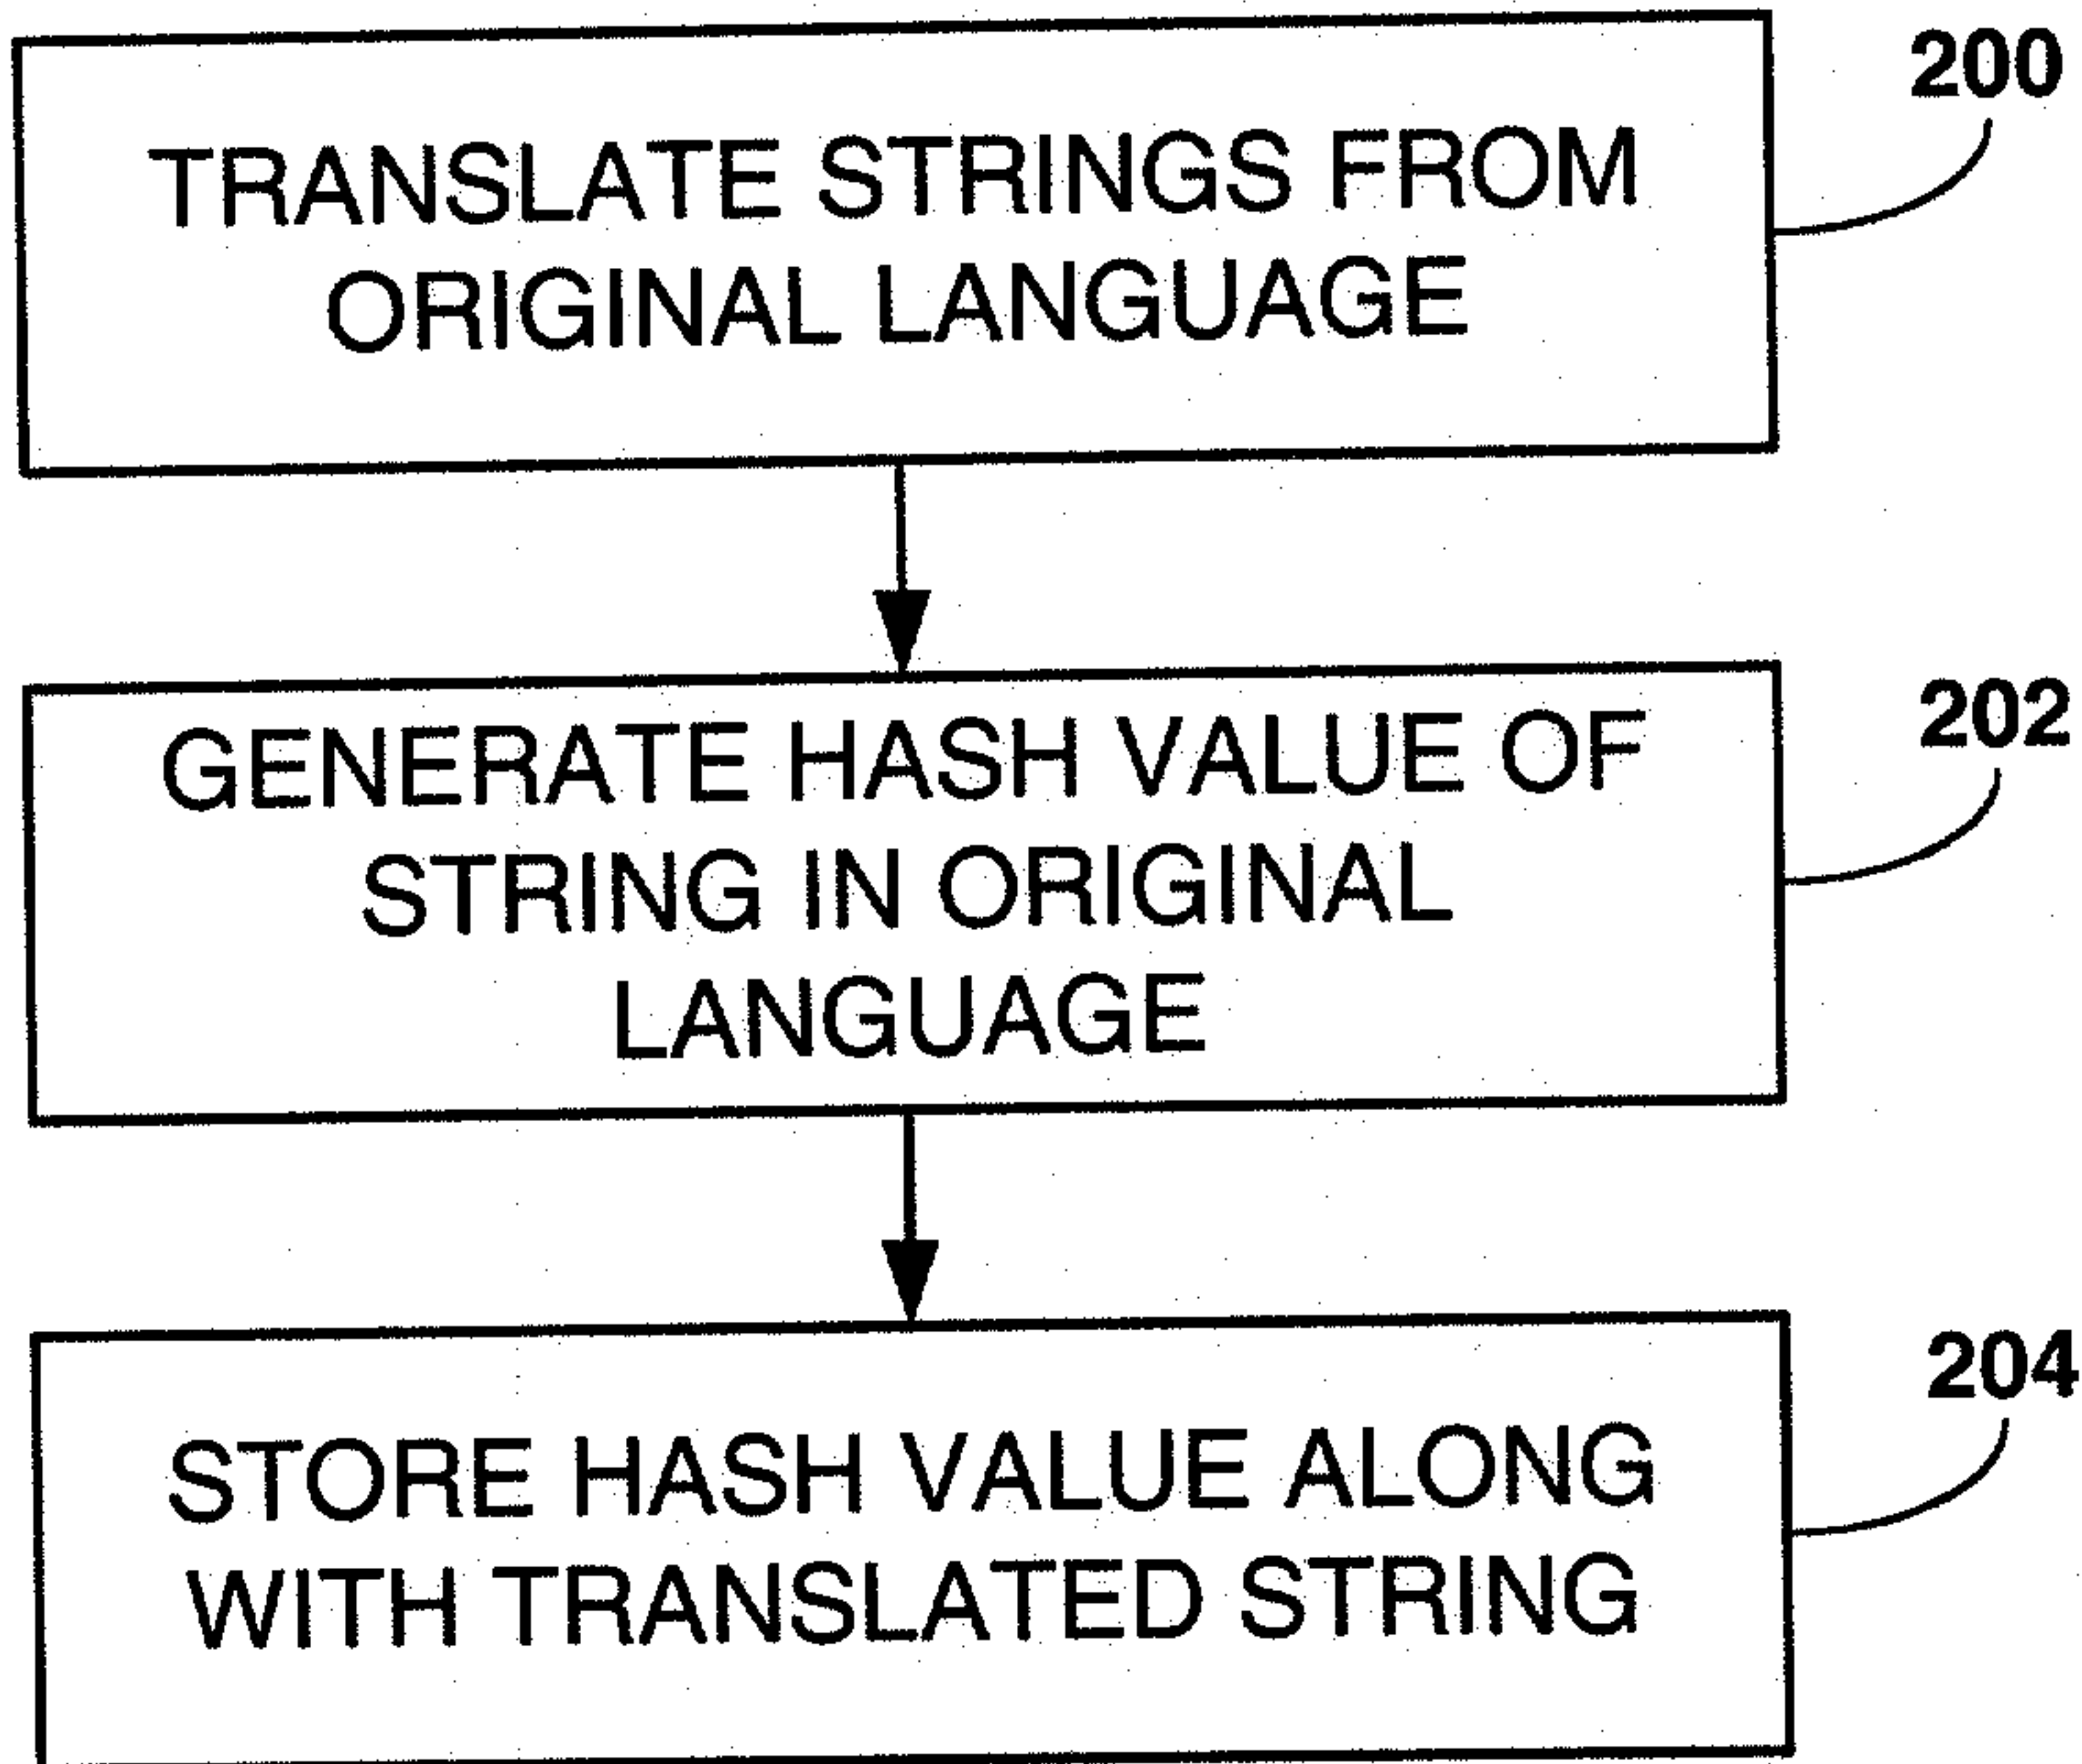 200
TRANSLATE STRINGS FROM
ORIGINAL LANGUAGE
202
GENERATE HASH VALUE OF
STRING IN ORIGINAL
LANGUAGE
204
STORE HASH VALUE ALONG
WITH TRANSLATED STRING